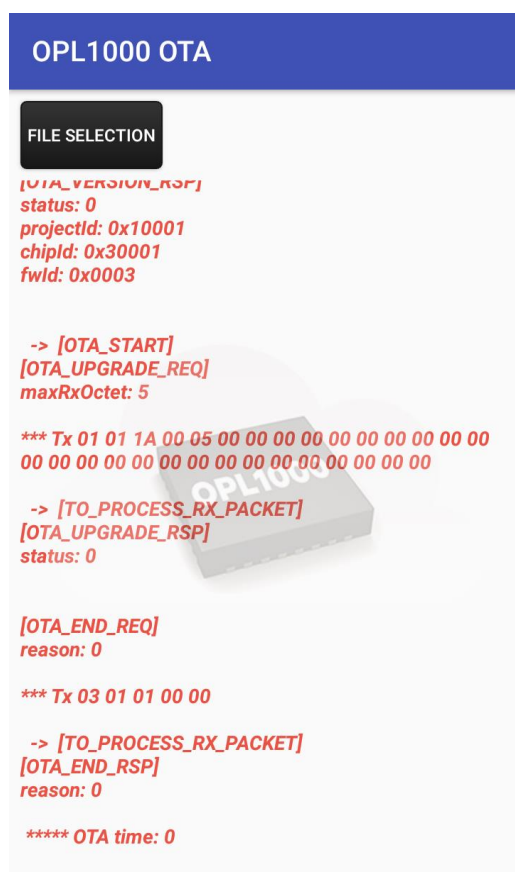 OPL1000 OTA
FILE SELECTION
[OTA_VERSION_RSP]
status: 0
projectId: 0x10001
chipId: 0x30001
fwId: 0x0003
-> [OTA_START]
[OTA_UPGRADE_REQ]
maxRxOctet: 5
*** Tx 01 01 1A 00 05 00 00 00 00 00 00 00 00 00 00
00 00 00 00 00 00 00 00 00 00 00 00 00 00 00
-> [TO_PROCESS_RX_PACKET]
OPL1000
[OTA_UPGRADE_RSP]
status: 0
[OTA_END_REQ]
reason: 0
*** Tx 03 01 01 00 00
-> [TO_PROCESS_RX_PACKET]
[OTA_END_RSP]
reason: 0
***** OTA time: 0